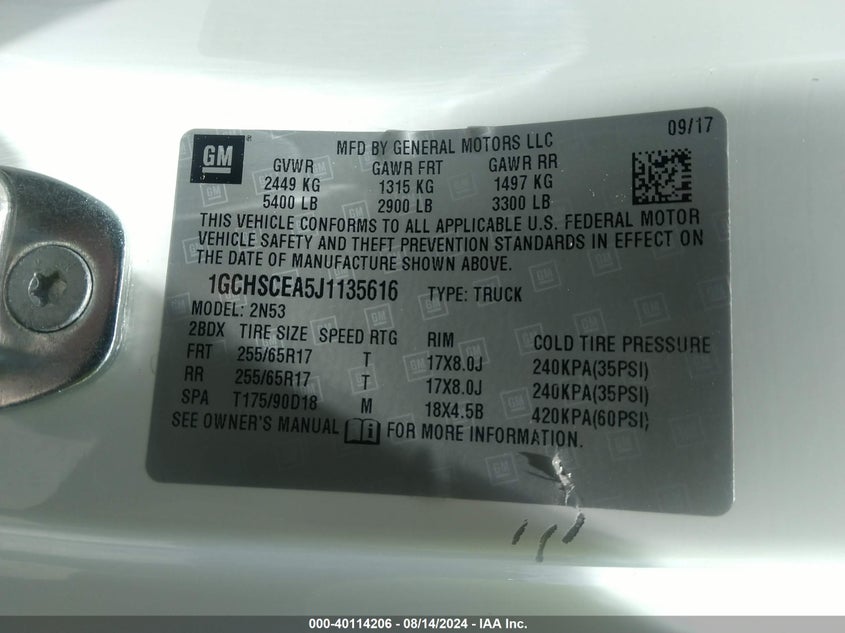 GM®
MFD BY GENERAL MOTORS LLC
09/17
GVWR GAWR FRT GAWR RR
2449 KG 1315 KG 1497 KG
5400 LB 2900 LB 3300 LB
THIS VEHICLE CONFORMS TO ALL APPLICABLE U.S. FEDERAL MOTOR
VEHICLE SAFETY AND THEFT PREVENTION STANDARDS IN EFFECT ON
THE DATE OF MANUFACTURE SHOWN ABOVE.
1GCHSCEA5J1135616 TYPE: TRUCK
MODEL: 2N53
2BDX TIRE SIZE SPEED RTG RIM COLD TIRE PRESSURE
FRT 255/65R17 T 17X8.0J 240KPA(35PSI)
RR 255/65R17 T 17X8.0J 240KPA(35PSI)
SPA T175/90D18 M 18X4.5B 420KPA(60PSI)
SEE OWNER'S MANUAL i FOR MORE INFORMATION.
000-40114206 - 08/14/2024 - IAA Inc.